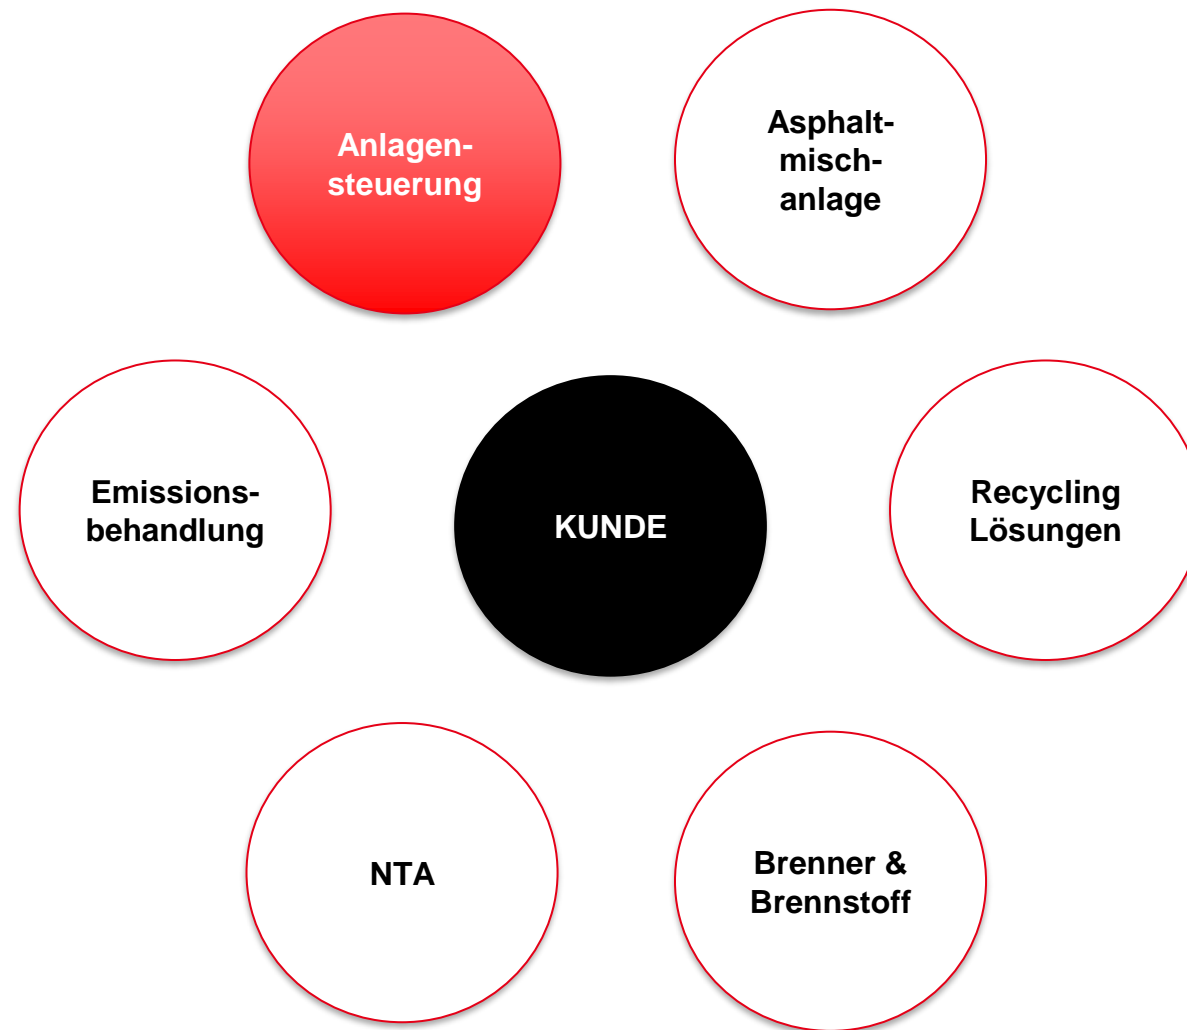 Anlagen-
steuerung
Asphalt-
misch-
anlage
Emissions-
behandlung
KUNDE
Recycling
Lösungen
NTA
Brenner &
Brennstoff